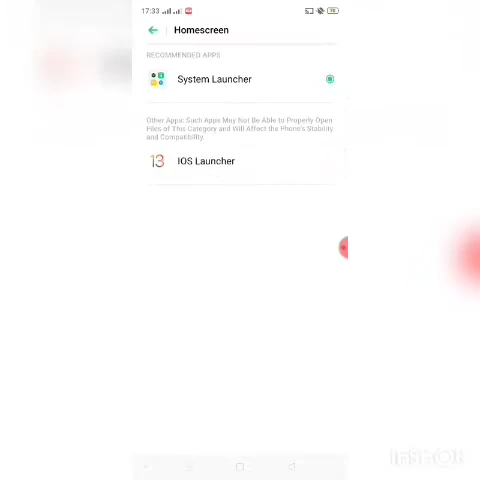 17:33
Homescreen
RECOMMENDED APPS
System Launcher
Other Apps: Such Apps May Not Be Able to Properly Open
Files of This Category and Will Affect the Phone's Stability
and Compatibility.
13 IOS Launcher